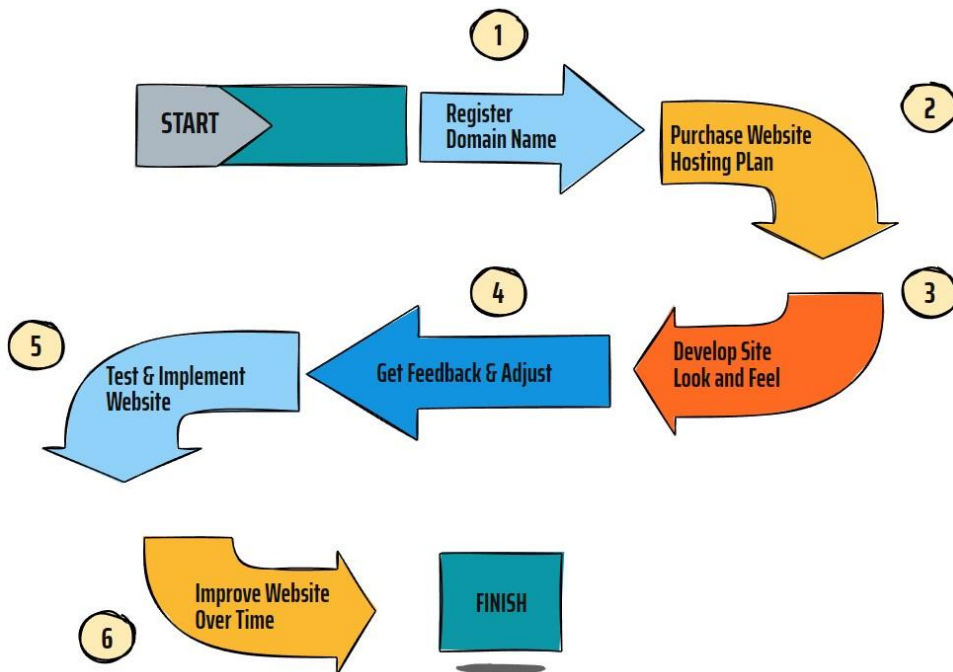 1
START
Register
Domain Name
2
Purchase Website
Hosting PLan
3
Develop Site
Look and Feel
4
Get Feedback & Adjust
5
Test & Implement
Website
6
Improve Website
Over Time
FINISH